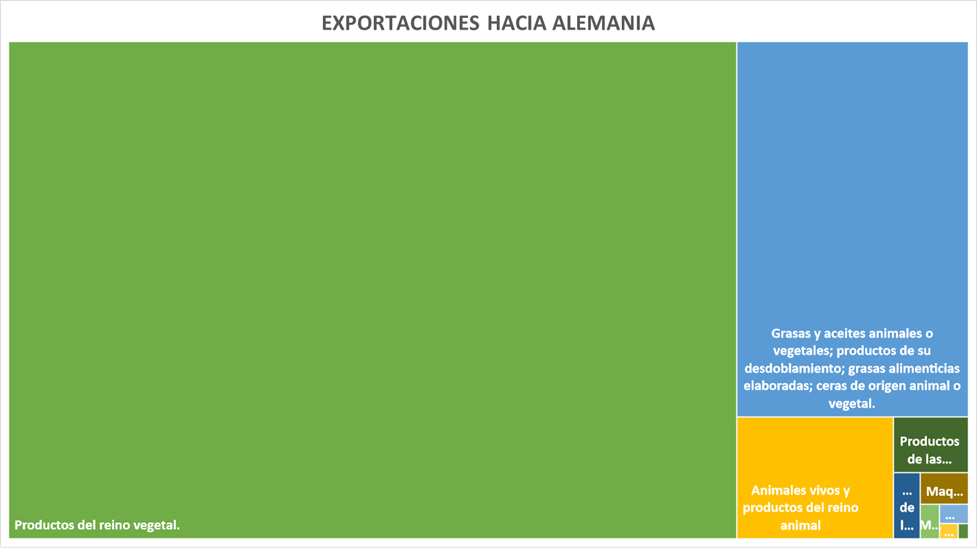 EXPORTACIONES HACIA ALEMANIA
Productos del reino vegetal.
Grasas y aceites animales o
vegetales; productos de su
desdoblamiento; grasas alimenticias
elaboradas; ceras de origen animal o
vegetal.
Animales vivos y
productos del reino
animal
Productos
de las...
...
de
I...
Maq...
M...
...
...